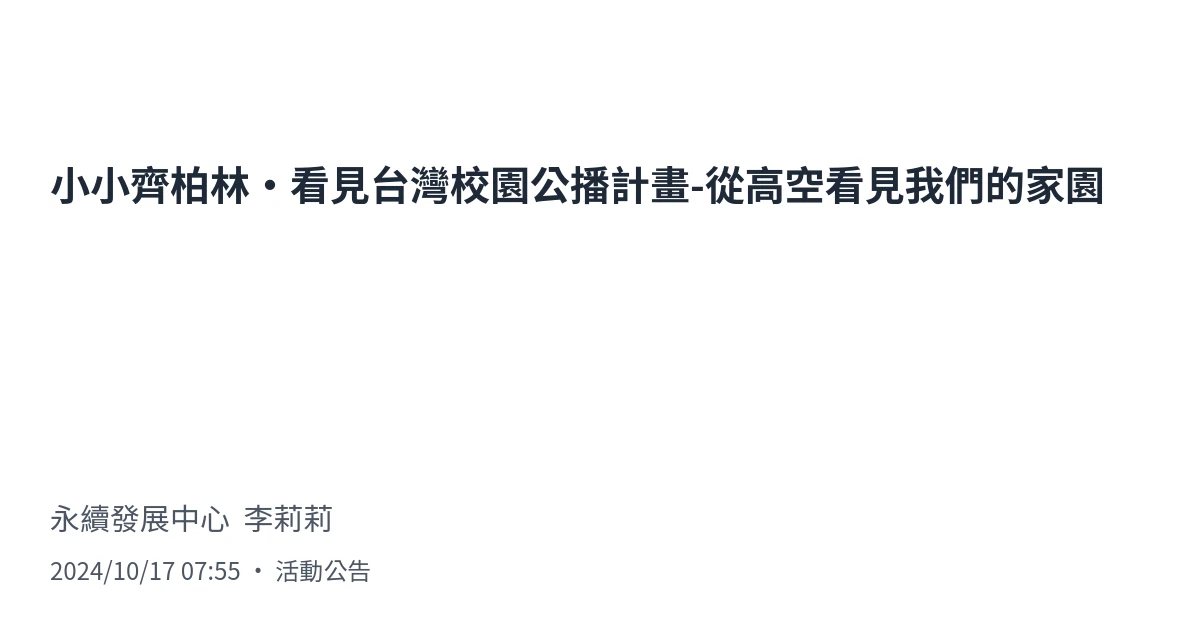 小小齊柏林•看見台灣校園公播計畫-從高空看見我們的家園
永續發展中心 李莉莉
2024/10/17 07:55 • 活動公告